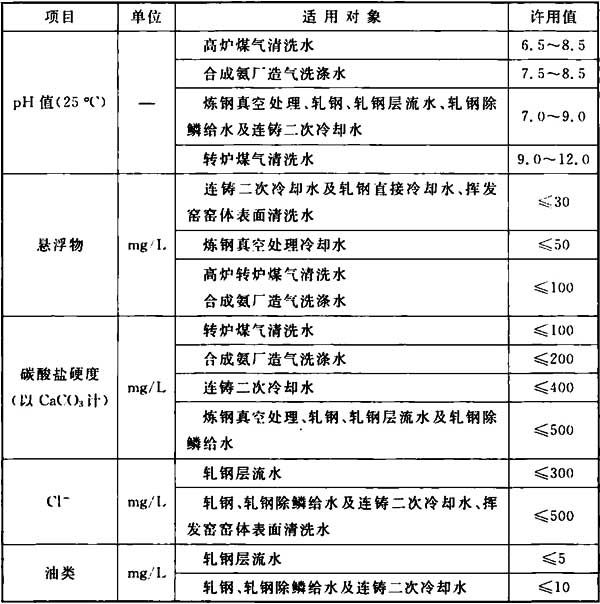 项目 单位 适用对象 许用值
高炉煤气清洗水 6.5～8.5
合成氨厂造气洗涤水 7.5～8.5
pH值(25℃) — 炼钢真空处理、轧钢、轧钢层流水、轧钢除
鳞给水及连铸二次冷却水 7.0～9.0
转炉煤气清洗水 9.0～12.0
连铸二次冷却水及轧钢直接冷却水、挥发
窑窑体表面清洗水 ≤30
悬浮物 mg/L 炼钢真空处理冷却水 ≤50
高炉转炉煤气清洗水
合成氨厂造气洗涤水 ≤100
转炉煤气清洗水 ≤100
合成氨厂造气洗涤水 ≤200
碳酸盐硬度
(以CaCO₃计) mg/L 连铸二次冷却水 ≤400
炼钢真空处理、轧钢、轧钢层流水及轧钢除
鳞给水 ≤500
轧钢层流水 ≤300
Cl⁻ mg/L 轧钢、轧钢除鳞给水及连铸二次冷却水、挥
发窑窑体表面清洗水 ≤500
轧钢层流水 ≤5
油类 mg/L 轧钢、轧钢除鳞给水及连铸二次冷却水 ≤10